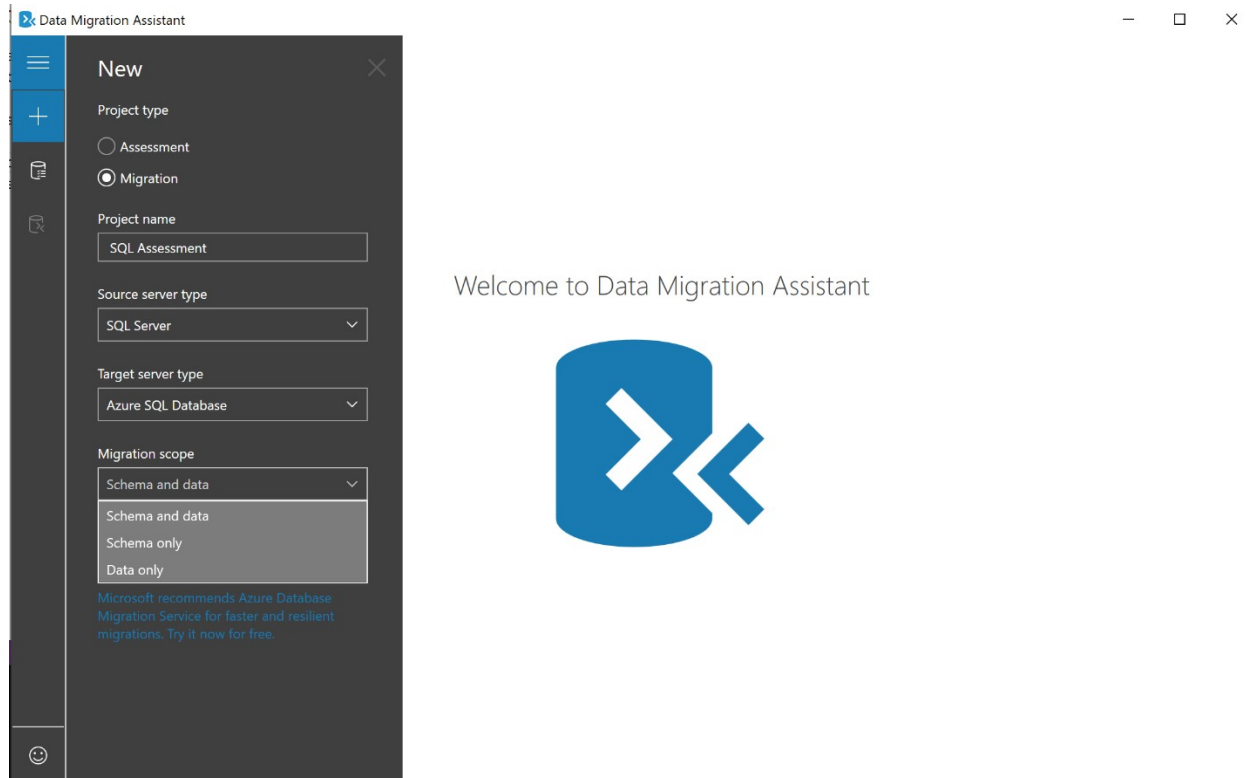 Data Migration Assistant
New
Project type
Assessment
Migration
Project name
SQL Assessment
Source server type
SQL Server
Target server type
Azure SQL Database
Migration scope
Schema and data
Schema and data
Schema only
Data only
Microsoft recommends Azure Database
Migration Service for faster and resilient
migrations. Try it now for free.
Welcome to Data Migration Assistant